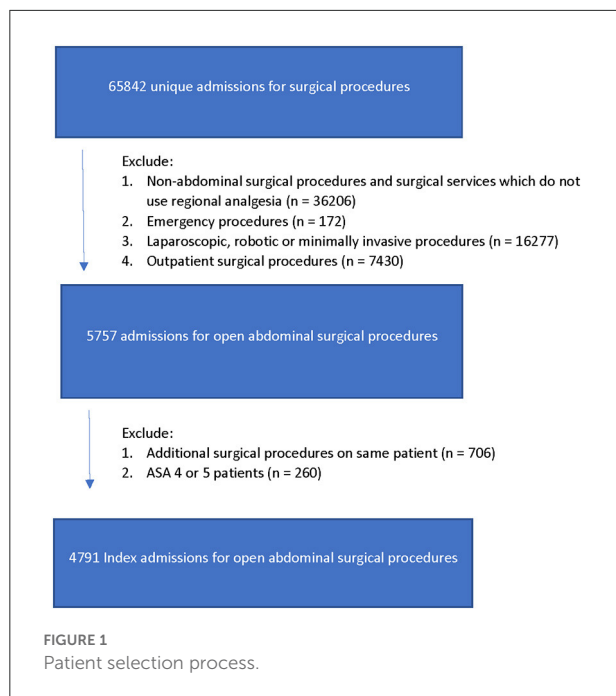 65842 unique admissions for surgical procedures
Exclude:
1. Non-abdominal surgical procedures and surgical services which do not
use regional analgesia (n = 36206)
2. Emergency procedures (n = 172)
3. Laparoscopic, robotic or minimally invasive procedures (n = 16277)
4. Outpatient surgical procedures (n = 7430)
5757 admissions for open abdominal surgical procedures
Exclude:
1. Additional surgical procedures on same patient (n = 706)
2. ASA 4 or 5 patients (n = 260)
4791 Index admissions for open abdominal surgical procedures
FIGURE 1
Patient selection process.